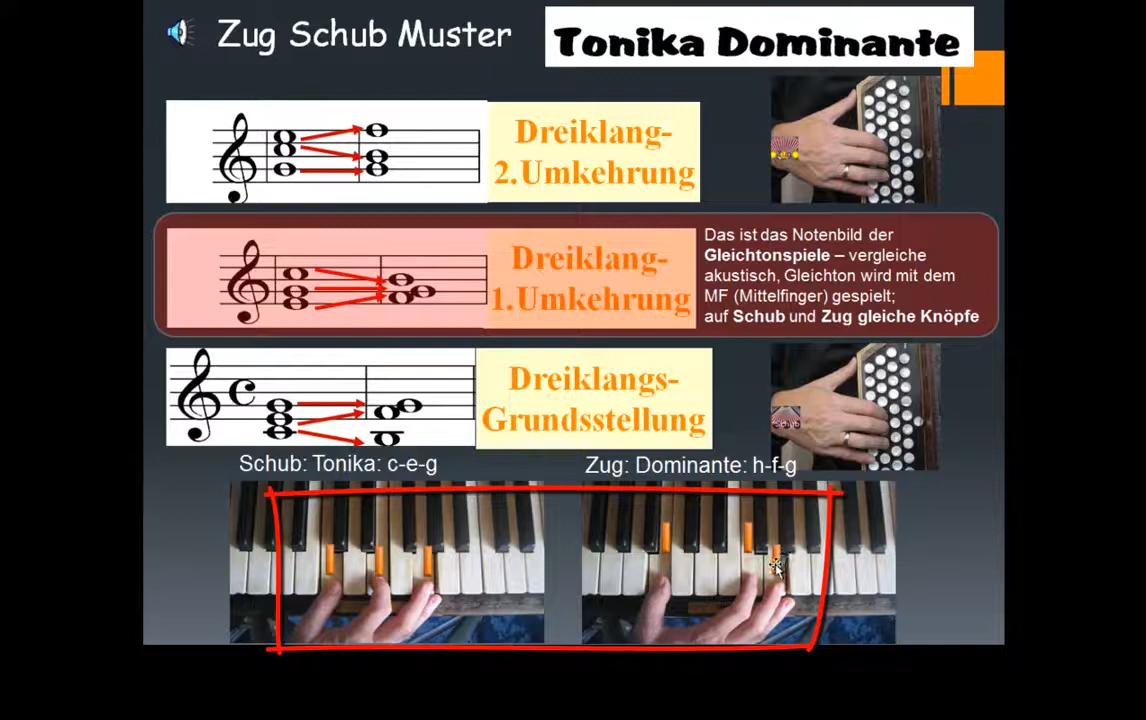 Zug Schub Muster
Tonika Dominante
Dreiklang-
2.Umkehrung
Dreiklang-
1.Umkehrung
Das ist das Notenbild der
Gleichtonspiele – vergleiche
akustisch, Gleichton wird mit dem
MF (Mittelfinger) gespielt;
auf Schub und Zug gleiche Knöpfe
Dreiklangs-
Grundsstellung
Schub: Tonika: c-e-g
Zug: Dominante: h-f-g